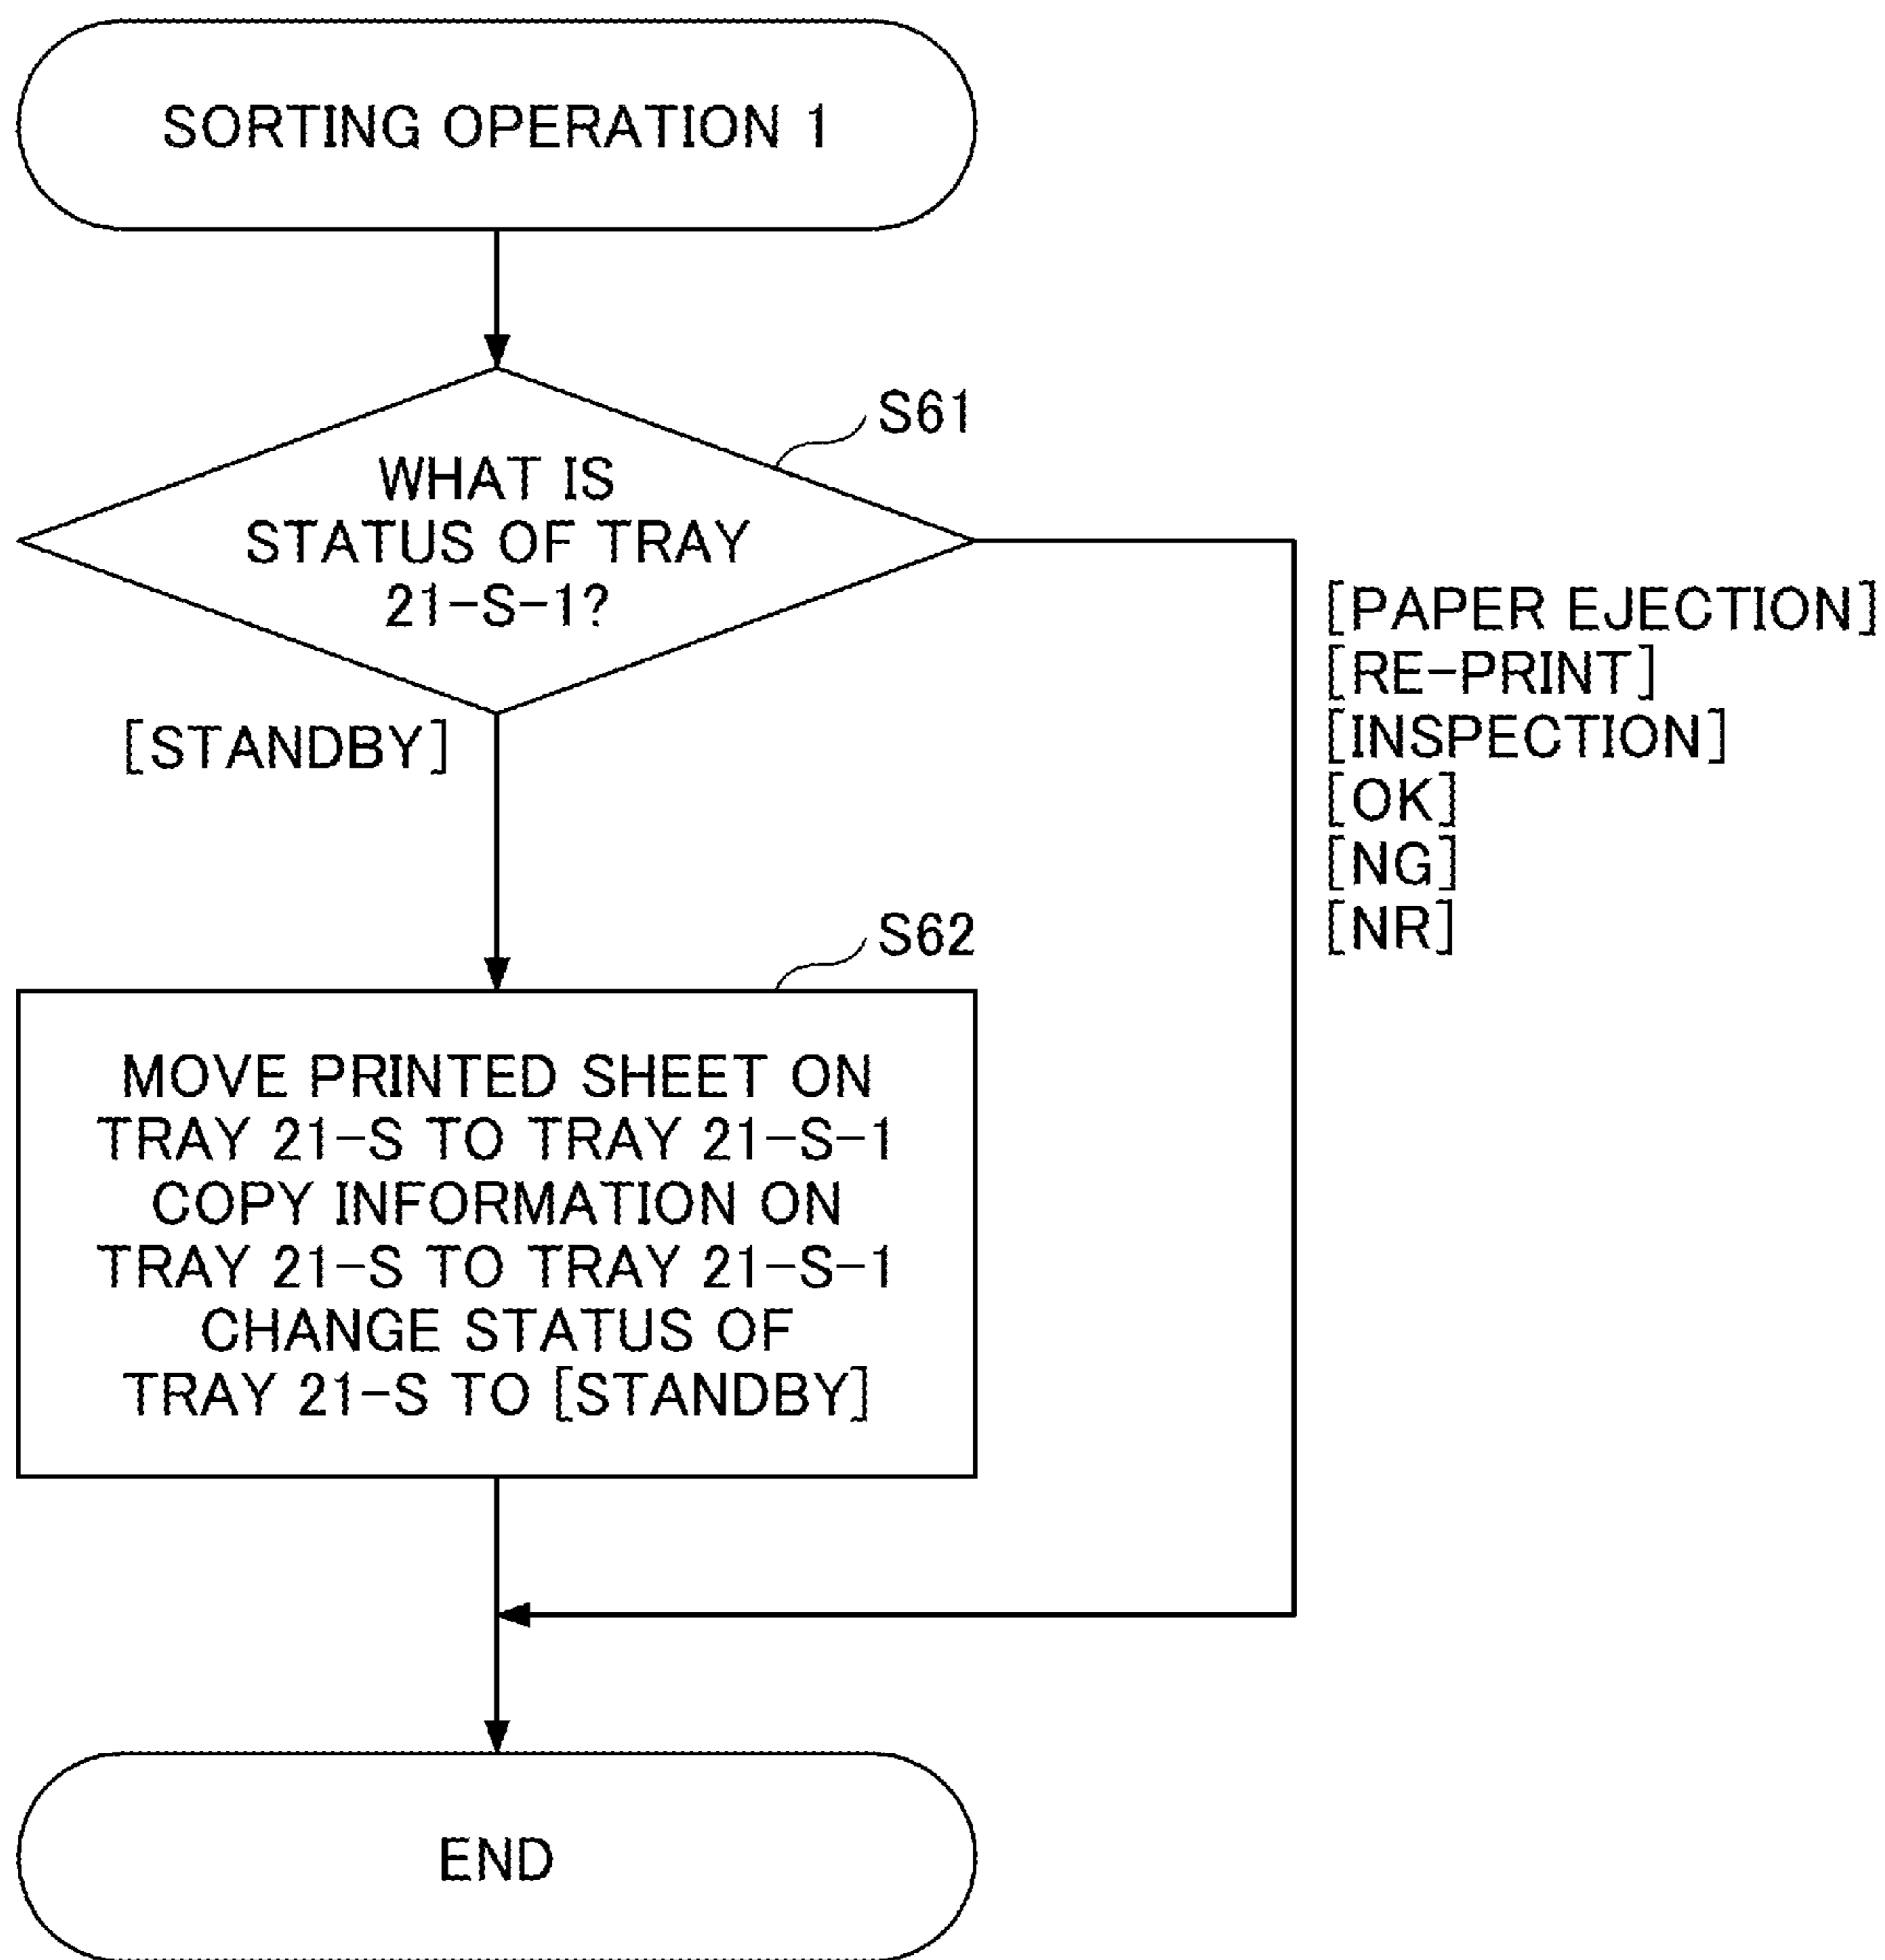 SORTING OPERATION 1
S61
WHAT IS
STATUS OF TRAY
21-S-1?
[PAPER EJECTION]
[RE-PRINT]
[INSPECTION]
[OK]
[NG]
[NR]
[STANDBY]
S62
MOVE PRINTED SHEET ON
TRAY 21-S TO TRAY 21-S-1
COPY INFORMATION ON
TRAY 21-S TO TRAY 21-S-1
CHANGE STATUS OF
TRAY 21-S TO [STANDBY]
END